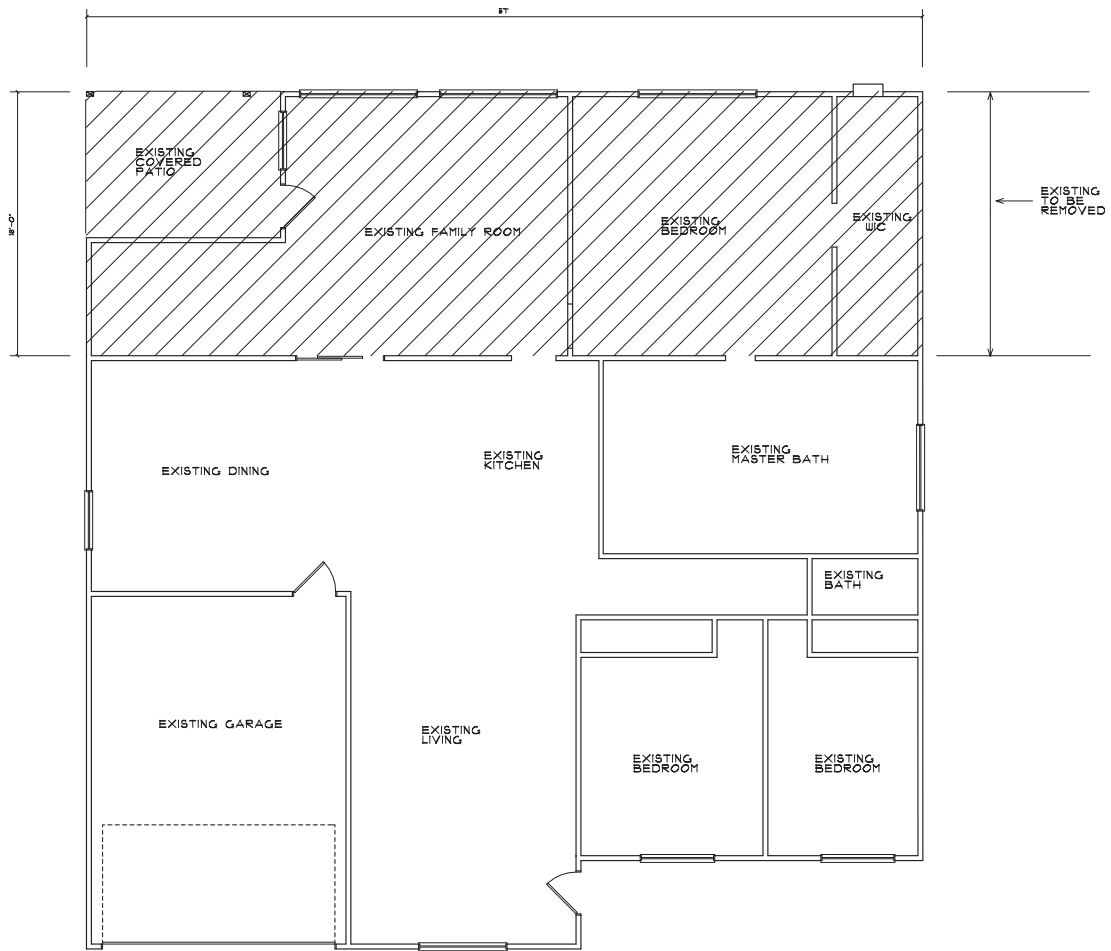 57'
EXISTING
COVERED
PATIO
18'-0"
EXISTING FAMILY ROOM
EXISTING
BEDROOM
EXISTING
WIC
EXISTING
TO BE
REMOVED
EXISTING DINING
EXISTING
KITCHEN
EXISTING
MASTER BATH
EXISTING
BATH
EXISTING GARAGE
EXISTING
LIVING
EXISTING
BEDROOM
EXISTING
BEDROOM